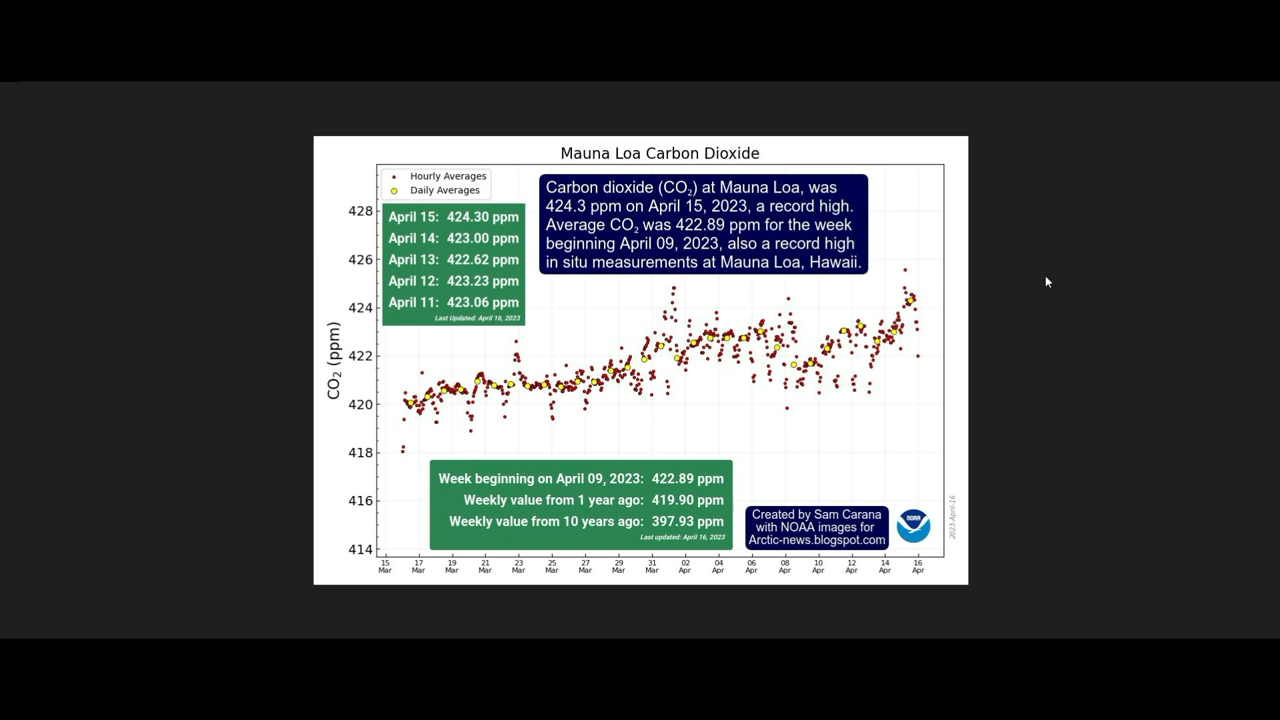 Mauna Loa Carbon Dioxide
Hourly Averages
Daily Averages
April 15: 424.30 ppm
April 14: 423.00 ppm
April 13: 422.62 ppm
April 12: 423.23 ppm
April 11: 423.06 ppm
Last Updated: April 16, 2023
Carbon dioxide (CO₂) at Mauna Loa, was
424.3 ppm on April 15, 2023, a record high.
Average CO₂ was 422.89 ppm for the week
beginning April 09, 2023, also a record high
in situ measurements at Mauna Loa, Hawaii.
CO₂ (ppm)
428
426
424
422
420
418
416
414
Week beginning on April 09, 2023: 422.89 ppm
Weekly value from 1 year ago: 419.90 ppm
Weekly value from 10 years ago: 397.93 ppm
Last updated: April 16, 2023
Created by Sam Carana
with NOAA images for
Arctic-news.blogspot.com
NOAA
2023-April-16
15 17 19 21 23 25 27 29 31 02 04 06 08 10 12 14 16
Mar Mar Mar Mar Mar Mar Mar Mar Mar Apr Apr Apr Apr Apr Apr Apr Apr